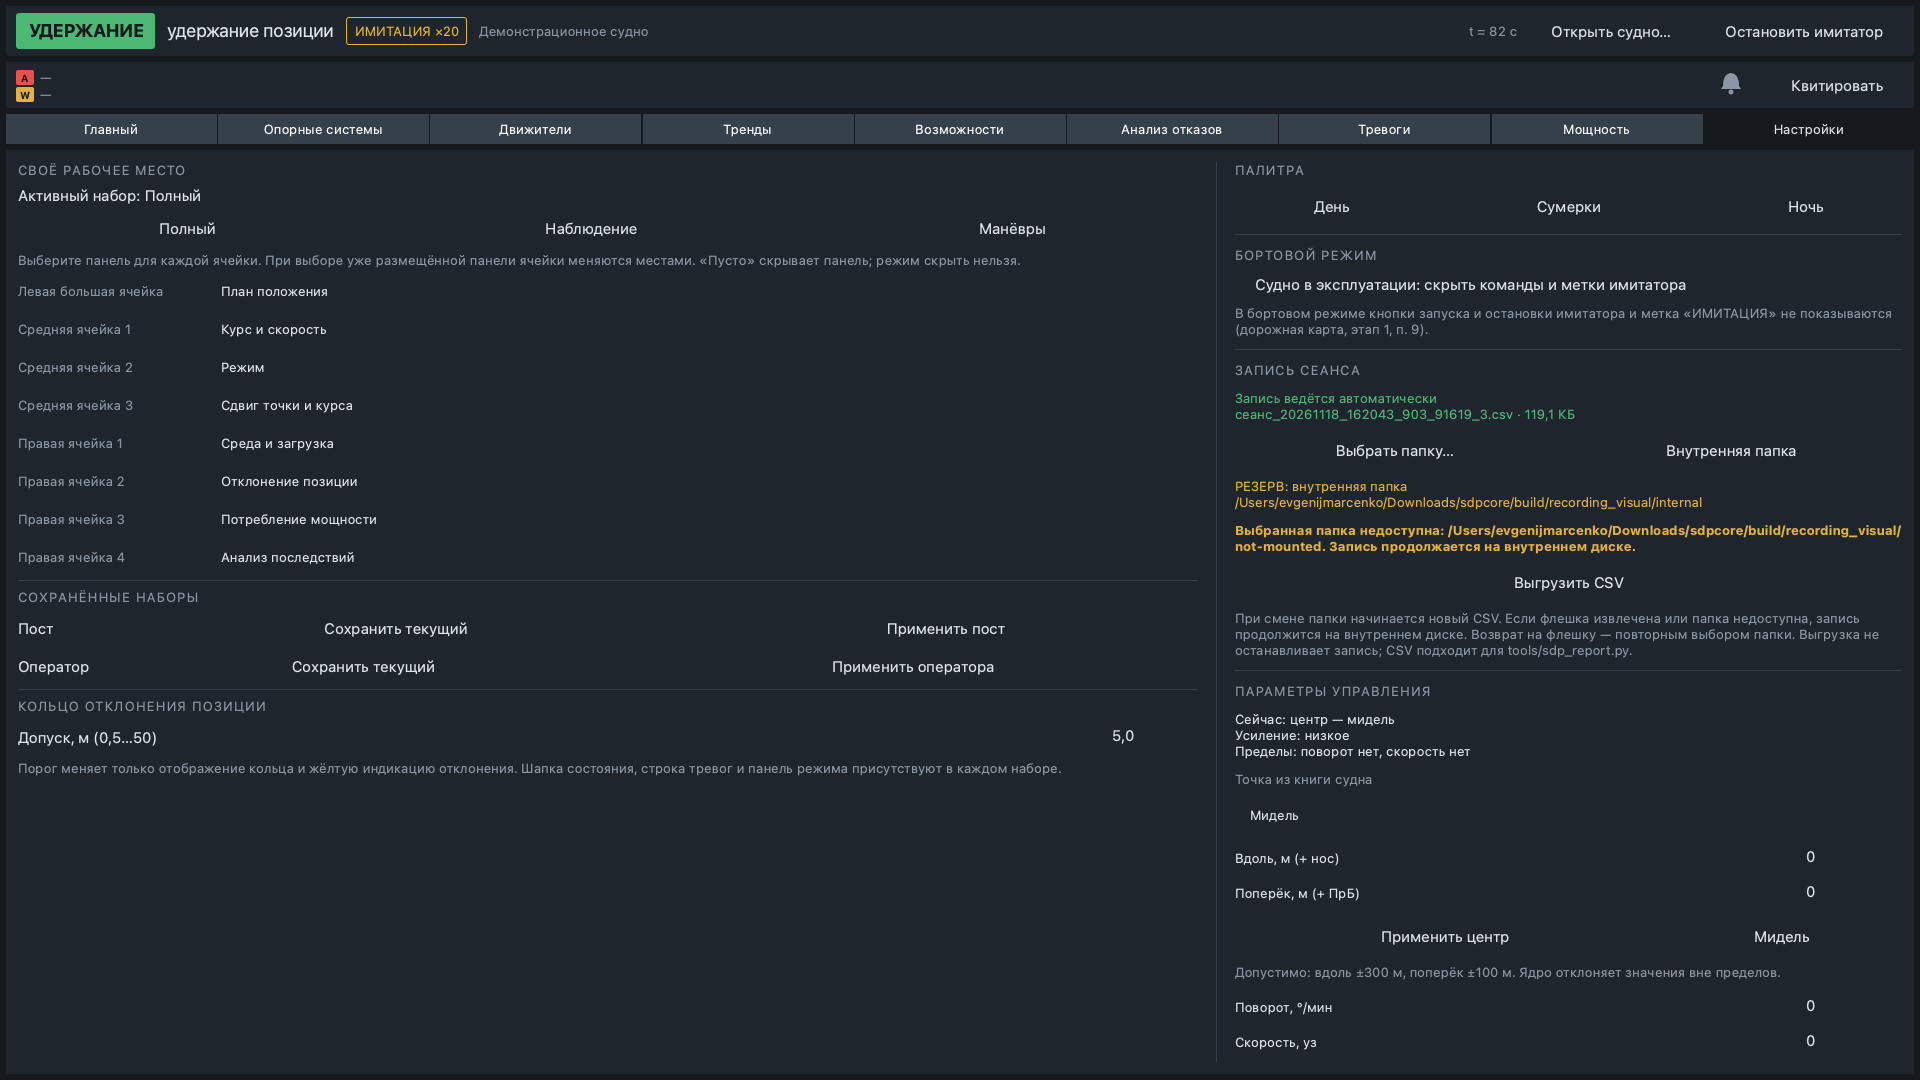 УДЕРЖАНИЕ удержание позиции ИМИТАЦИЯ ×20 Демонстрационное судно t = 82 с Открыть судно... Остановить имитатор
A —
W —
Квитировать
Главный Опорные системы Движители Тренды Возможности Анализ отказов Тревоги Мощность Настройки
СВОЁ РАБОЧЕЕ МЕСТО
Активный набор: Полный
Полный Наблюдение Манёвры
Выберите панель для каждой ячейки. При выборе уже размещённой панели ячейки меняются местами. «Пусто» скрывает панель; режим скрыть нельзя.
Левая большая ячейка План положения
Средняя ячейка 1 Курс и скорость
Средняя ячейка 2 Режим
Средняя ячейка 3 Сдвиг точки и курса
Правая ячейка 1 Среда и загрузка
Правая ячейка 2 Отклонение позиции
Правая ячейка 3 Потребление мощности
Правая ячейка 4 Анализ последствий
СОХРАНЁННЫЕ НАБОРЫ
Пост Сохранить текущий Применить пост
Оператор Сохранить текущий Применить оператора
КОЛЬЦО ОТКЛОНЕНИЯ ПОЗИЦИИ
Допуск, м (0,5...50) 5,0
Порог меняет только отображение кольца и жёлтую индикацию отклонения. Шапка состояния, строка тревог и панель режима присутствуют в каждом наборе.
ПАЛИТРА
День Сумерки Ночь
БОРТОВОЙ РЕЖИМ
Судно в эксплуатации: скрыть команды и метки имитатора
В бортовом режиме кнопки запуска и остановки имитатора и метка «ИМИТАЦИЯ» не показываются
(дорожная карта, этап 1, п. 9).
ЗАПИСЬ СЕАНСА
Запись ведётся автоматически
сеанс_20261118_162043_903_91619_3.csv · 119,1 КБ
Выбрать папку... Внутренняя папка
РЕЗЕРВ: внутренняя папка
/Users/evgenijmarcenko/Downloads/sdpcore/build/recording_visual/internal
Выбранная папка недоступна: /Users/evgenijmarcenko/Downloads/sdpcore/build/recording_visual/
not-mounted. Запись продолжается на внутреннем диске.
Выгрузить CSV
При смене папки начинается новый CSV. Если флешка извлечена или папка недоступна, запись
продолжится на внутреннем диске. Возврат на флешку — повторным выбором папки. Выгрузка не
останавливает запись; CSV подходит для tools/sdp_report.py.
ПАРАМЕТРЫ УПРАВЛЕНИЯ
Сейчас: центр — мидель
Усиление: низкое
Пределы: поворот нет, скорость нет
Точка из книги судна
Мидель
Вдоль, м (+ нос) 0
Поперёк, м (+ ПрБ) 0
Применить центр Мидель
Допустимо: вдоль ±300 м, поперёк ±100 м. Ядро отклоняет значения вне пределов.
Поворот, °/мин 0
Скорость, уз 0